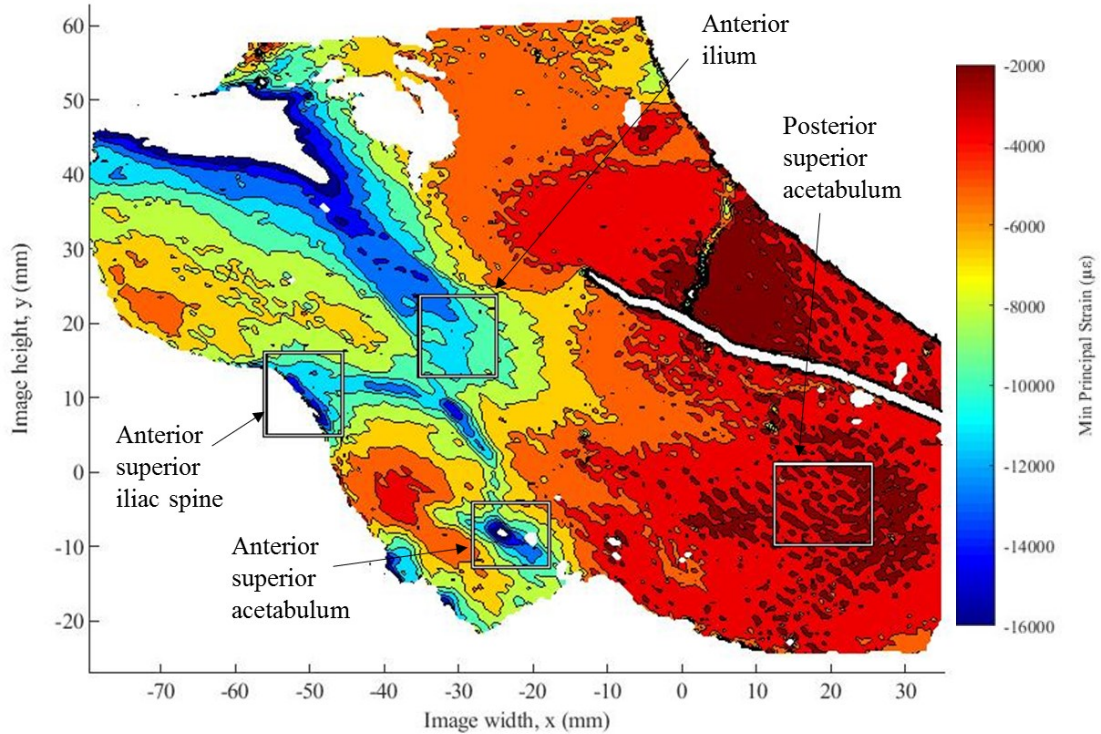 Anterior
ilium
Posterior
superior
acetabulum
Anterior
superior
iliac spine
Anterior
superior
acetabulum
60
50
40
30
20
10
0
-10
-20
Image height, y (mm)
-70
-60
-50
-40
-30
-20
-10
0
10
20
30
Image width, x (mm)
-2000
-4000
-6000
-8000
-10000
-12000
-14000
-16000
Min Principal Strain (με)